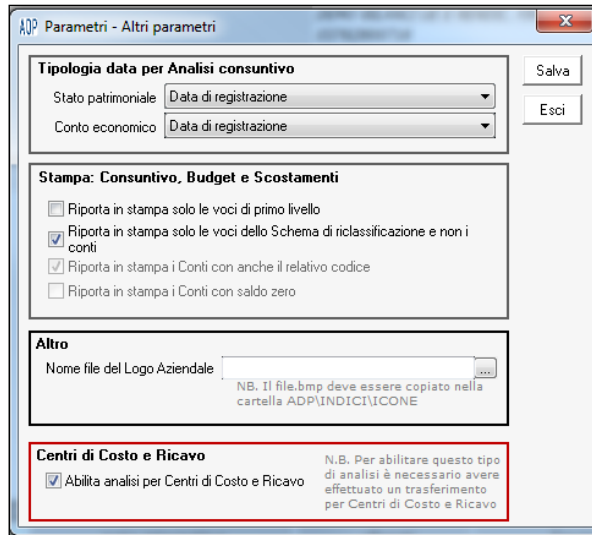 ADP Parametri - Altri parametri
Tipologia data per Analisi consuntivo
Salva
Stato patrimoniale Data di registrazione
Esci
Conto economico Data di registrazione
Stampa: Consuntivo, Budget e Scostamenti
Riporta in stampa solo le voci di primo livello
Riporta in stampa solo le voci dello Schema di riclassificazione e non i
conti
Riporta in stampa i Conti con anche il relativo codice
Riporta in stampa i Conti con saldo zero
Altro
Nome file del Logo Aziendale ...
NB. Il file.bmp deve essere copiato nella
cartella ADP\INDICI\ICONE
Centri di Costo e Ricavo
Abilita analisi per Centri di Costo e Ricavo
N.B. Per abilitare questo tipo
di analisi è necessario avere
effettuato un trasferimento
per Centri di Costo e Ricavo